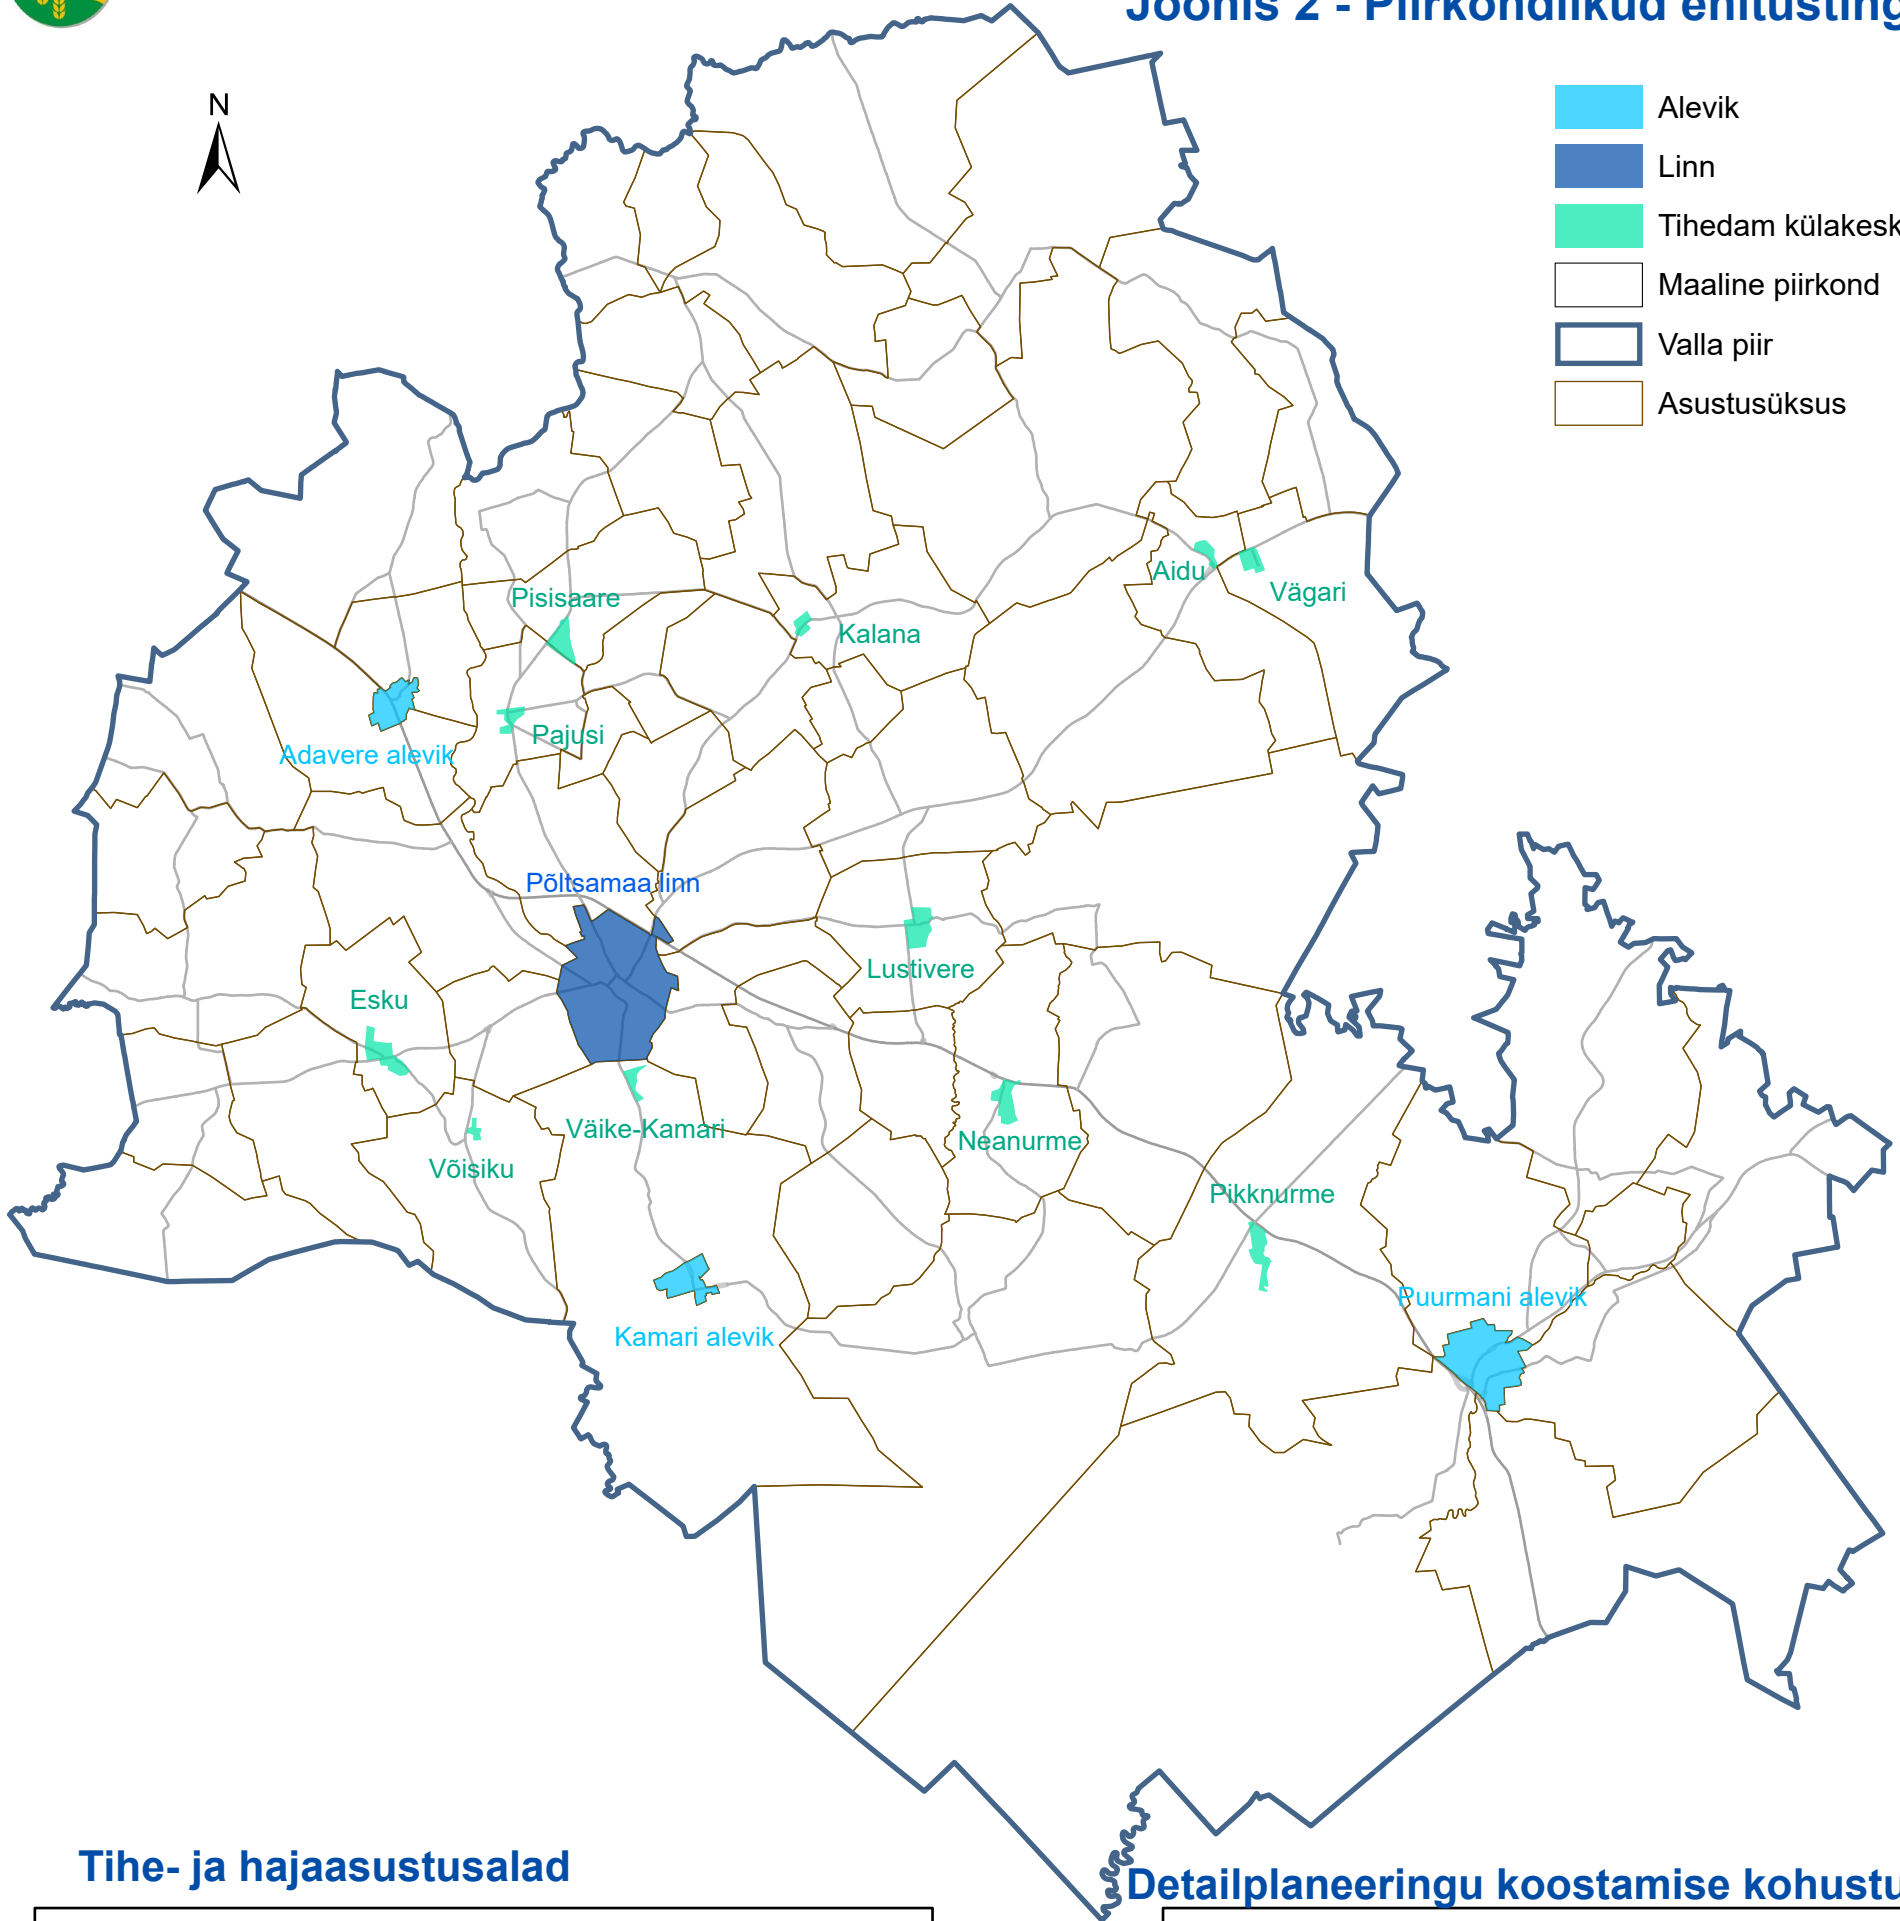 Joonis 2 - Piirkondlikud ehitusting
N
Alevik
Linn
Tihedam külakesk
Maaline piirkond
Valla piir
Asustusüksus
Aidu
Vägari
Pisisaare
Kalana
Pajusi
Adavere alevik
Põltsamaa linn
Lustivere
Esku
Väike-Kamari
Neanurme
Võisiku
Pikknurme
Puurmani alevik
Kamari alevik
Tihe- ja hajaasustusalad
Detailplaneeringu koostamise kohustu